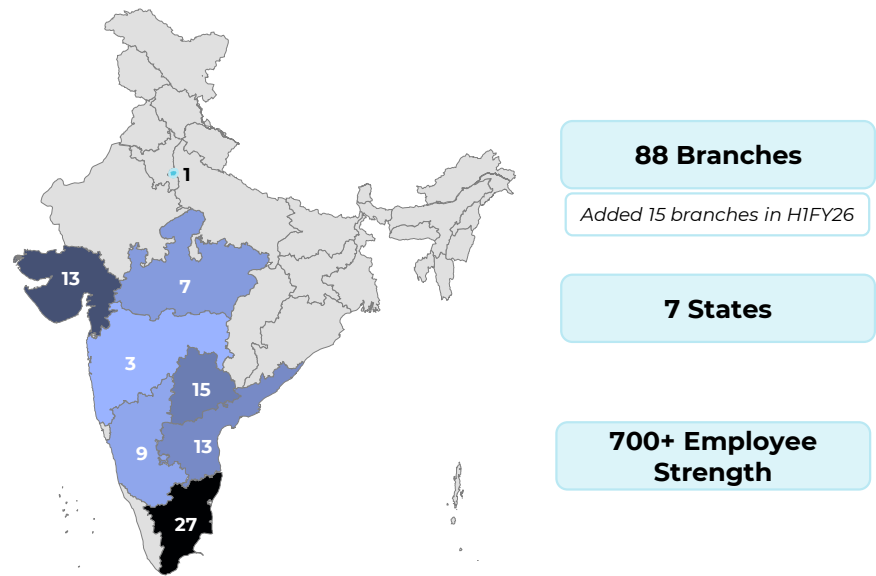 1
13
7
3
15
9
13
27
88 Branches
Added 15 branches in H1FY26
7 States
700+ Employee
Strength